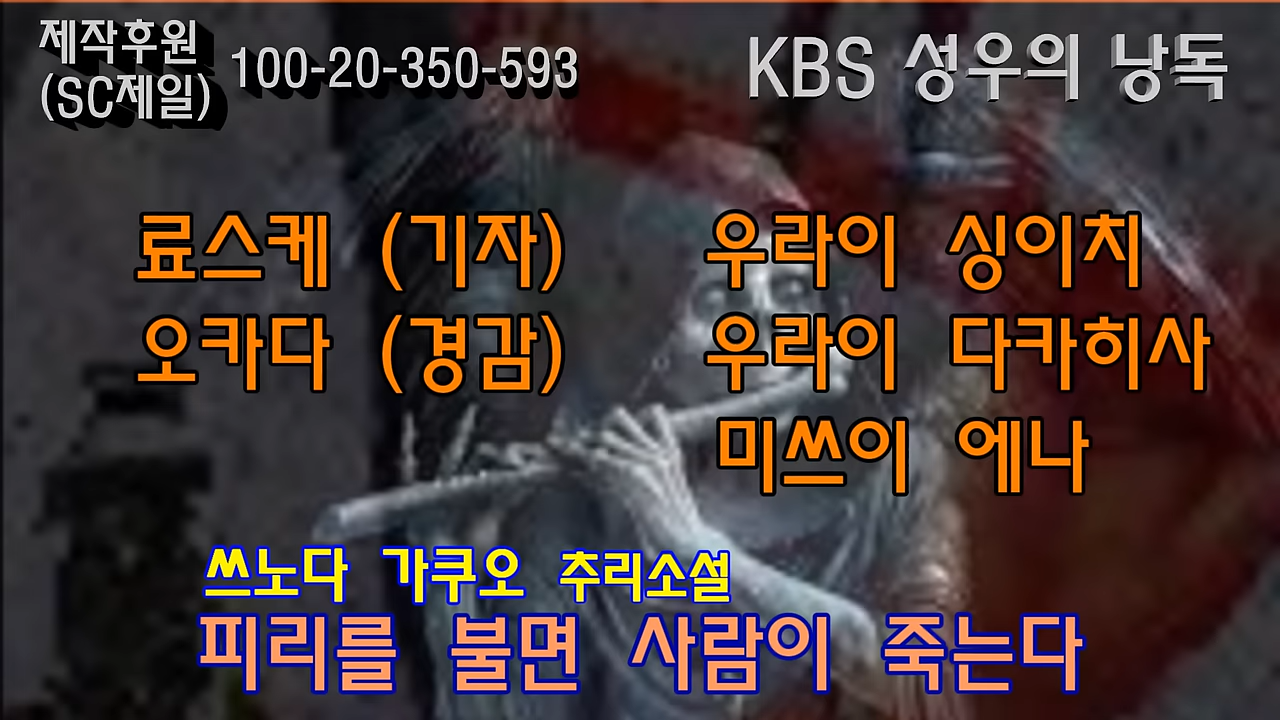 제작후원
(SC제일)
100-20-350-593
KBS 성우의 낭독
료스케 (기자)
우라이 싱이치
오카다 (경감)
우라이 다카히사
미쓰이 에나
쓰노다 가쿠오 추리소설
피리를 불면 사람이 죽는다